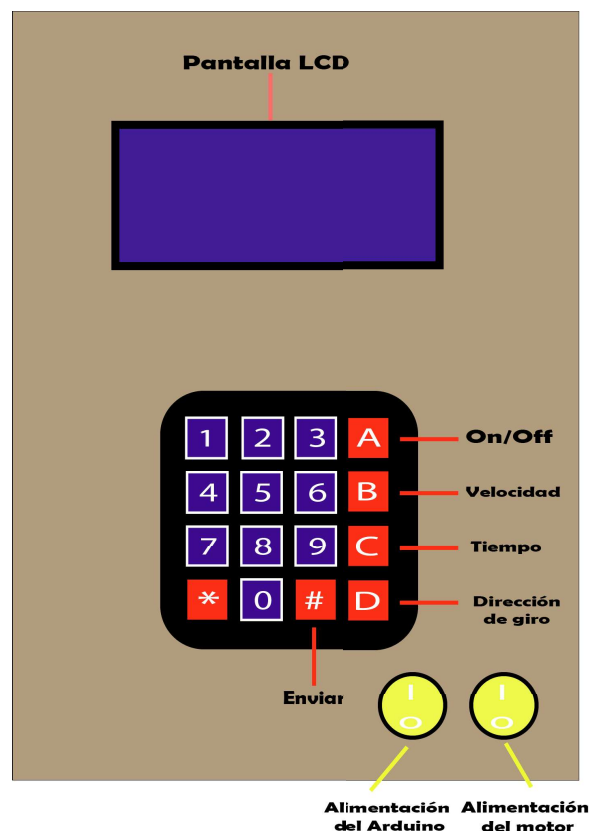 Pantalla LCD
1 2 3 A
On/Off
4 5 6 B
Velocidad
7 8 9 C
Tiempo
* 0 # D
Dirección
de giro
Enviar
I
O
I
O
Alimentación
del Arduino
Alimentación
del motor